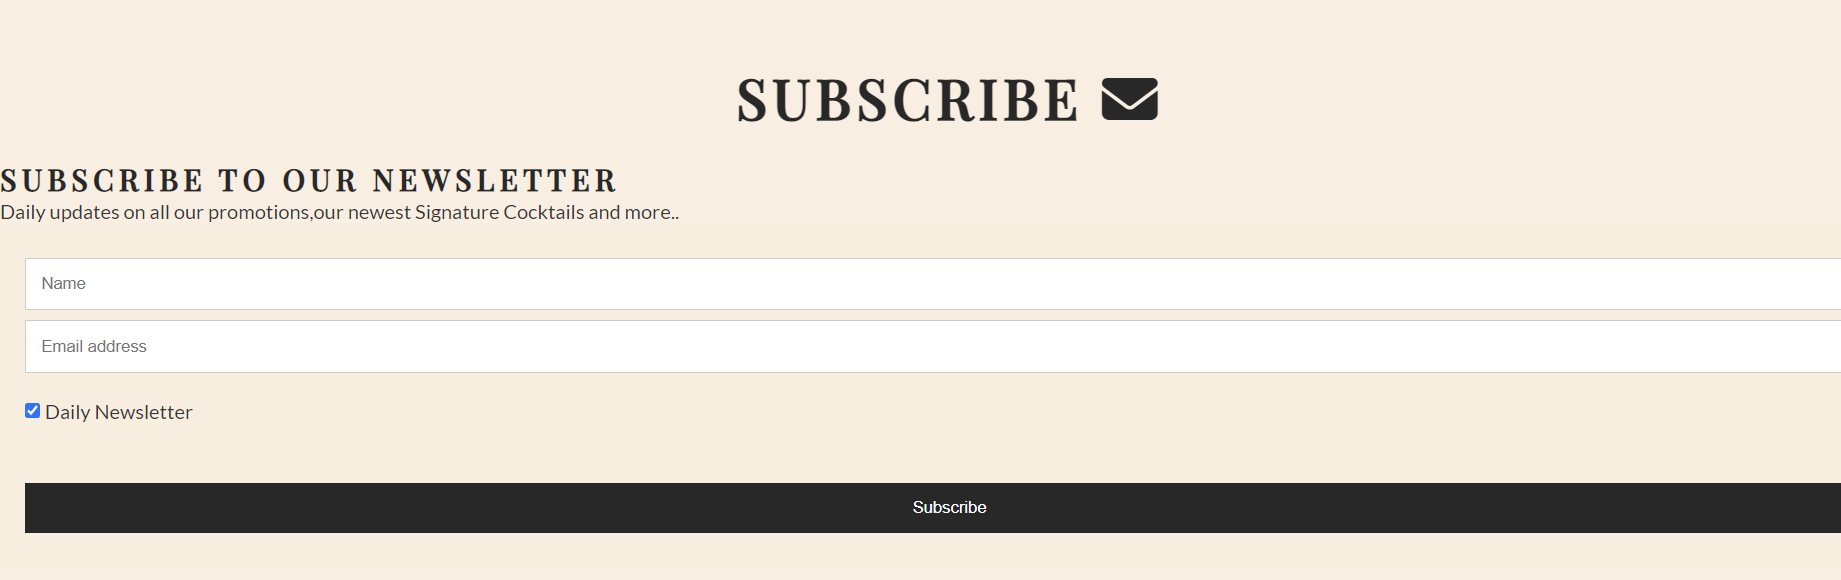 SUBSCRIBE
SUBSCRIBE TO OUR NEWSLETTER
Daily updates on all our promotions,our newest Signature Cocktails and more..
Name
Email address
Daily Newsletter
Subscribe